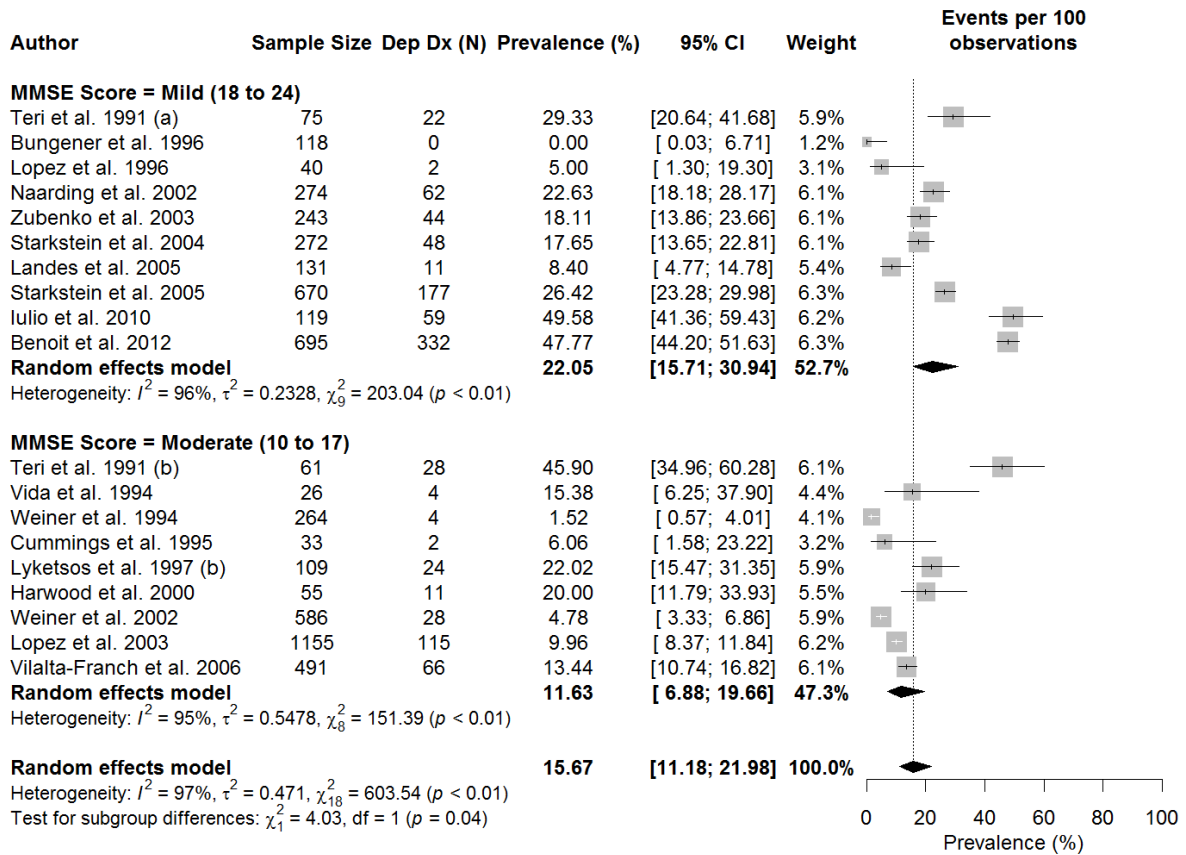 Events per 100
Author Sample Size Dep Dx (N) Prevalence (%) 95% CI Weight observations
MMSE Score = Mild (18 to 24)
Teri et al. 1991 (a) 75 22 29.33 [20.64; 41.68] 5.9%
Bungener et al. 1996 118 0 0.00 [ 0.03; 6.71] 1.2%
Lopez et al. 1996 40 2 5.00 [ 1.30; 19.30] 3.1%
Naarding et al. 2002 274 62 22.63 [18.18; 28.17] 6.1%
Zubenko et al. 2003 243 44 18.11 [13.86; 23.66] 6.1%
Starkstein et al. 2004 272 48 17.65 [13.65; 22.81] 6.1%
Landes et al. 2005 131 11 8.40 [ 4.77; 14.78] 5.4%
Starkstein et al. 2005 670 177 26.42 [23.28; 29.98] 6.3%
Iulio et al. 2010 119 59 49.58 [41.36; 59.43] 6.2%
Benoit et al. 2012 695 332 47.77 [44.20; 51.63] 6.3%
Random effects model 22.05 [15.71; 30.94] 52.7%
Heterogeneity: I² = 96%, τ² = 0.2328, χ²₉ = 203.04 (p < 0.01)
MMSE Score = Moderate (10 to 17)
Teri et al. 1991 (b) 61 28 45.90 [34.96; 60.28] 6.1%
Vida et al. 1994 26 4 15.38 [ 6.25; 37.90] 4.4%
Weiner et al. 1994 264 4 1.52 [ 0.57; 4.01] 4.1%
Cummings et al. 1995 33 2 6.06 [ 1.58; 23.22] 3.2%
Lyketsos et al. 1997 (b) 109 24 22.02 [15.47; 31.35] 5.9%
Harwood et al. 2000 55 11 20.00 [11.79; 33.93] 5.5%
Weiner et al. 2002 586 28 4.78 [ 3.33; 6.86] 5.9%
Lopez et al. 2003 1155 115 9.96 [ 8.37; 11.84] 6.2%
Vilalta-Franch et al. 2006 491 66 13.44 [10.74; 16.82] 6.1%
Random effects model 11.63 [ 6.88; 19.66] 47.3%
Heterogeneity: I² = 95%, τ² = 0.5478, χ²₈ = 151.39 (p < 0.01)
Random effects model 15.67 [11.18; 21.98] 100.0%
Heterogeneity: I² = 97%, τ² = 0.471, χ²₁₈ = 603.54 (p < 0.01)
Test for subgroup differences: χ²₁ = 4.03, df = 1 (p = 0.04)
0 20 40 60 80 100
Prevalence (%)